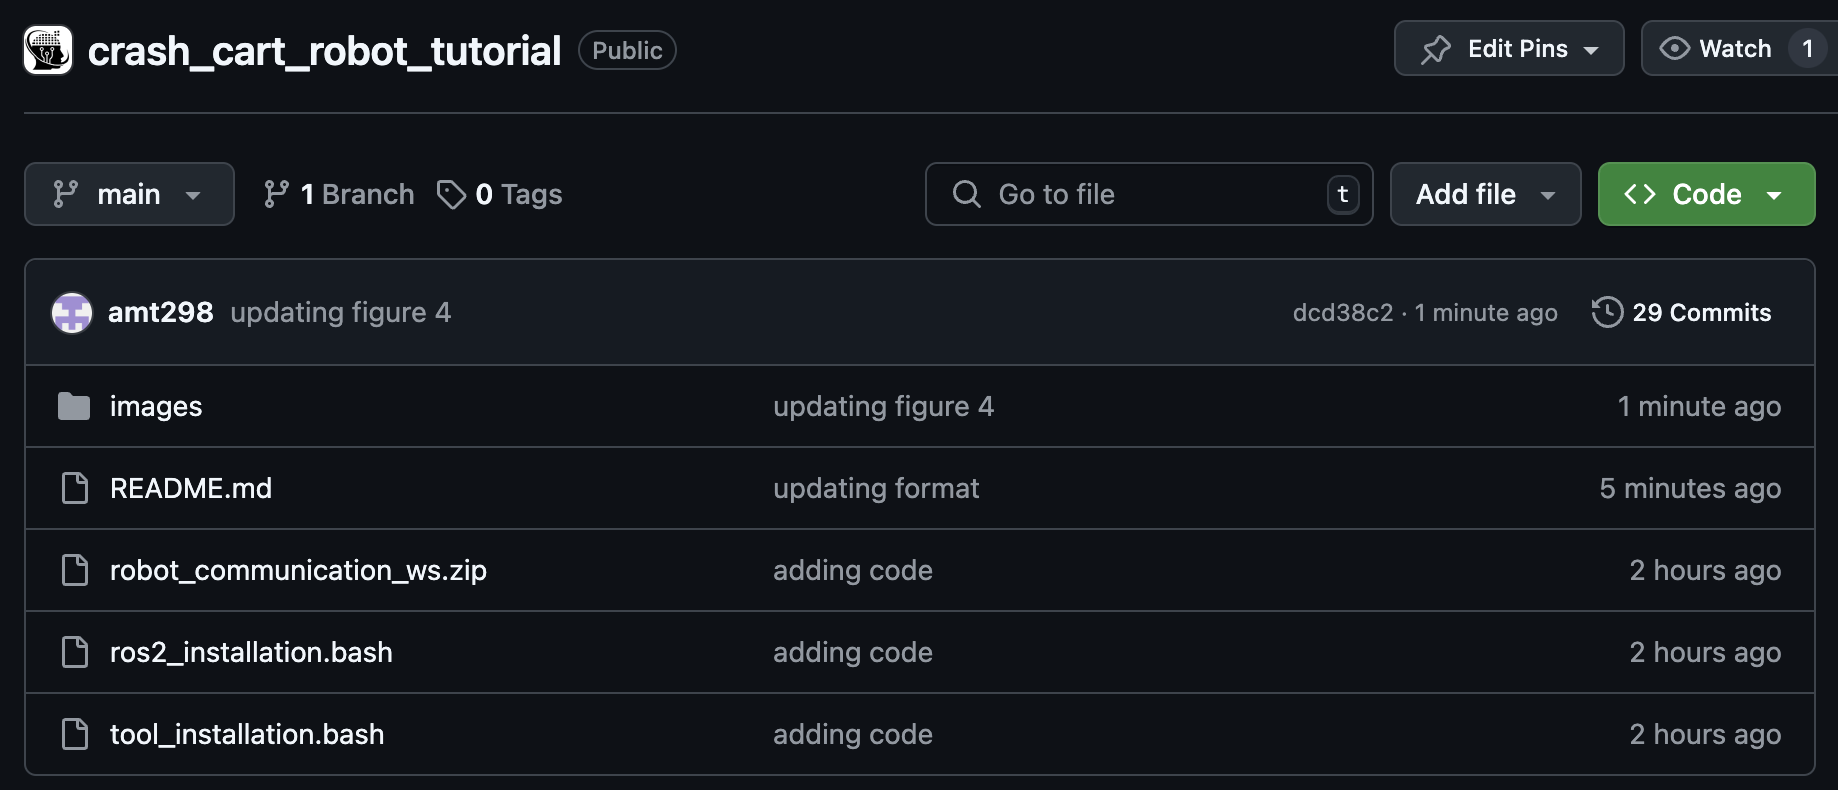 crash_cart_robot_tutorial Public Edit Pins Watch 1
main 1 Branch 0 Tags Go to file t Add file Code
amt298 updating figure 4 dcd38c2 · 1 minute ago 29 Commits
images updating figure 4 1 minute ago
README.md updating format 5 minutes ago
robot_communication_ws.zip adding code 2 hours ago
ros2_installation.bash adding code 2 hours ago
tool_installation.bash adding code 2 hours ago